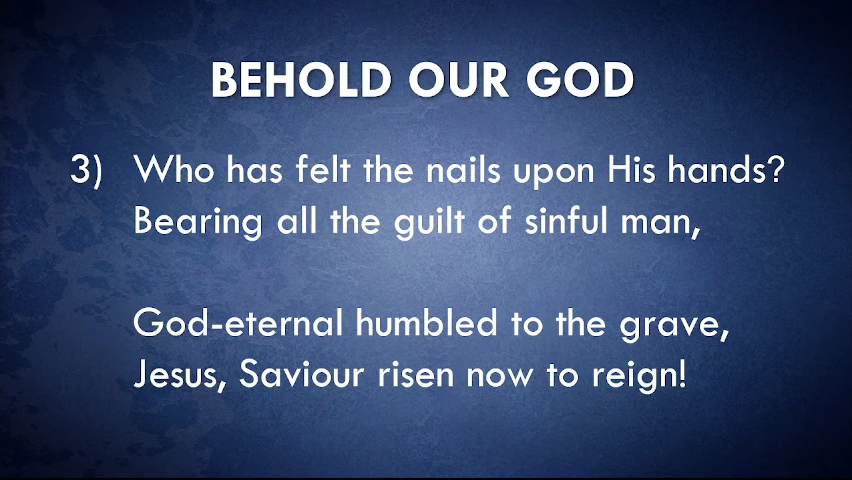 BEHOLD OUR GOD
3) Who has felt the nails upon His hands?
Bearing all the guilt of sinful man,
God-eternal humbled to the grave,
Jesus, Saviour risen now to reign!